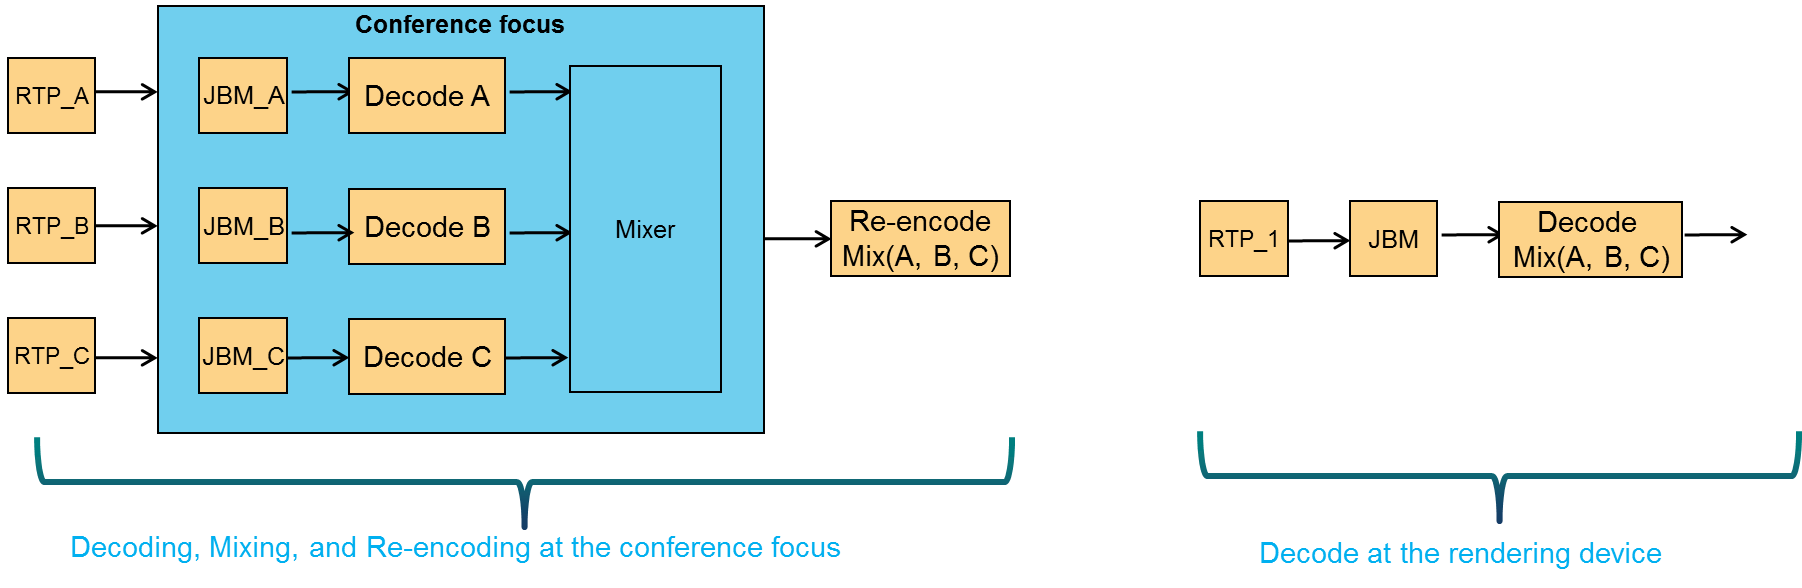 Conference focus
RTP_A
JBM_A
Decode A
RTP_B
JBM_B
Decode B
Mixer
RTP_C
JBM_C
Decode C
Re-encode
Mix(A, B, C)
RTP_1
JBM
Decode
Mix(A, B, C)
Decoding, Mixing, and Re-encoding at the conference focus
Decode at the rendering device